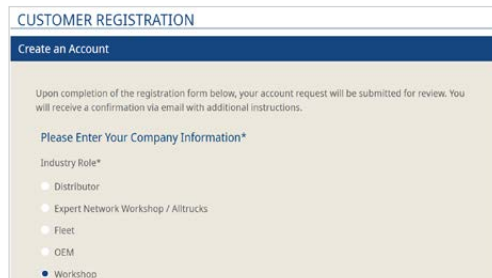 CUSTOMER REGISTRATION
Create an Account
Upon completion of the registration form below, your account request will be submitted for review. You
will receive a confirmation via email with additional instructions.
Please Enter Your Company Information*
Industry Role*
Distributor
Expert Network Workshop / Alltrucks
Fleet
OEM
Workshop